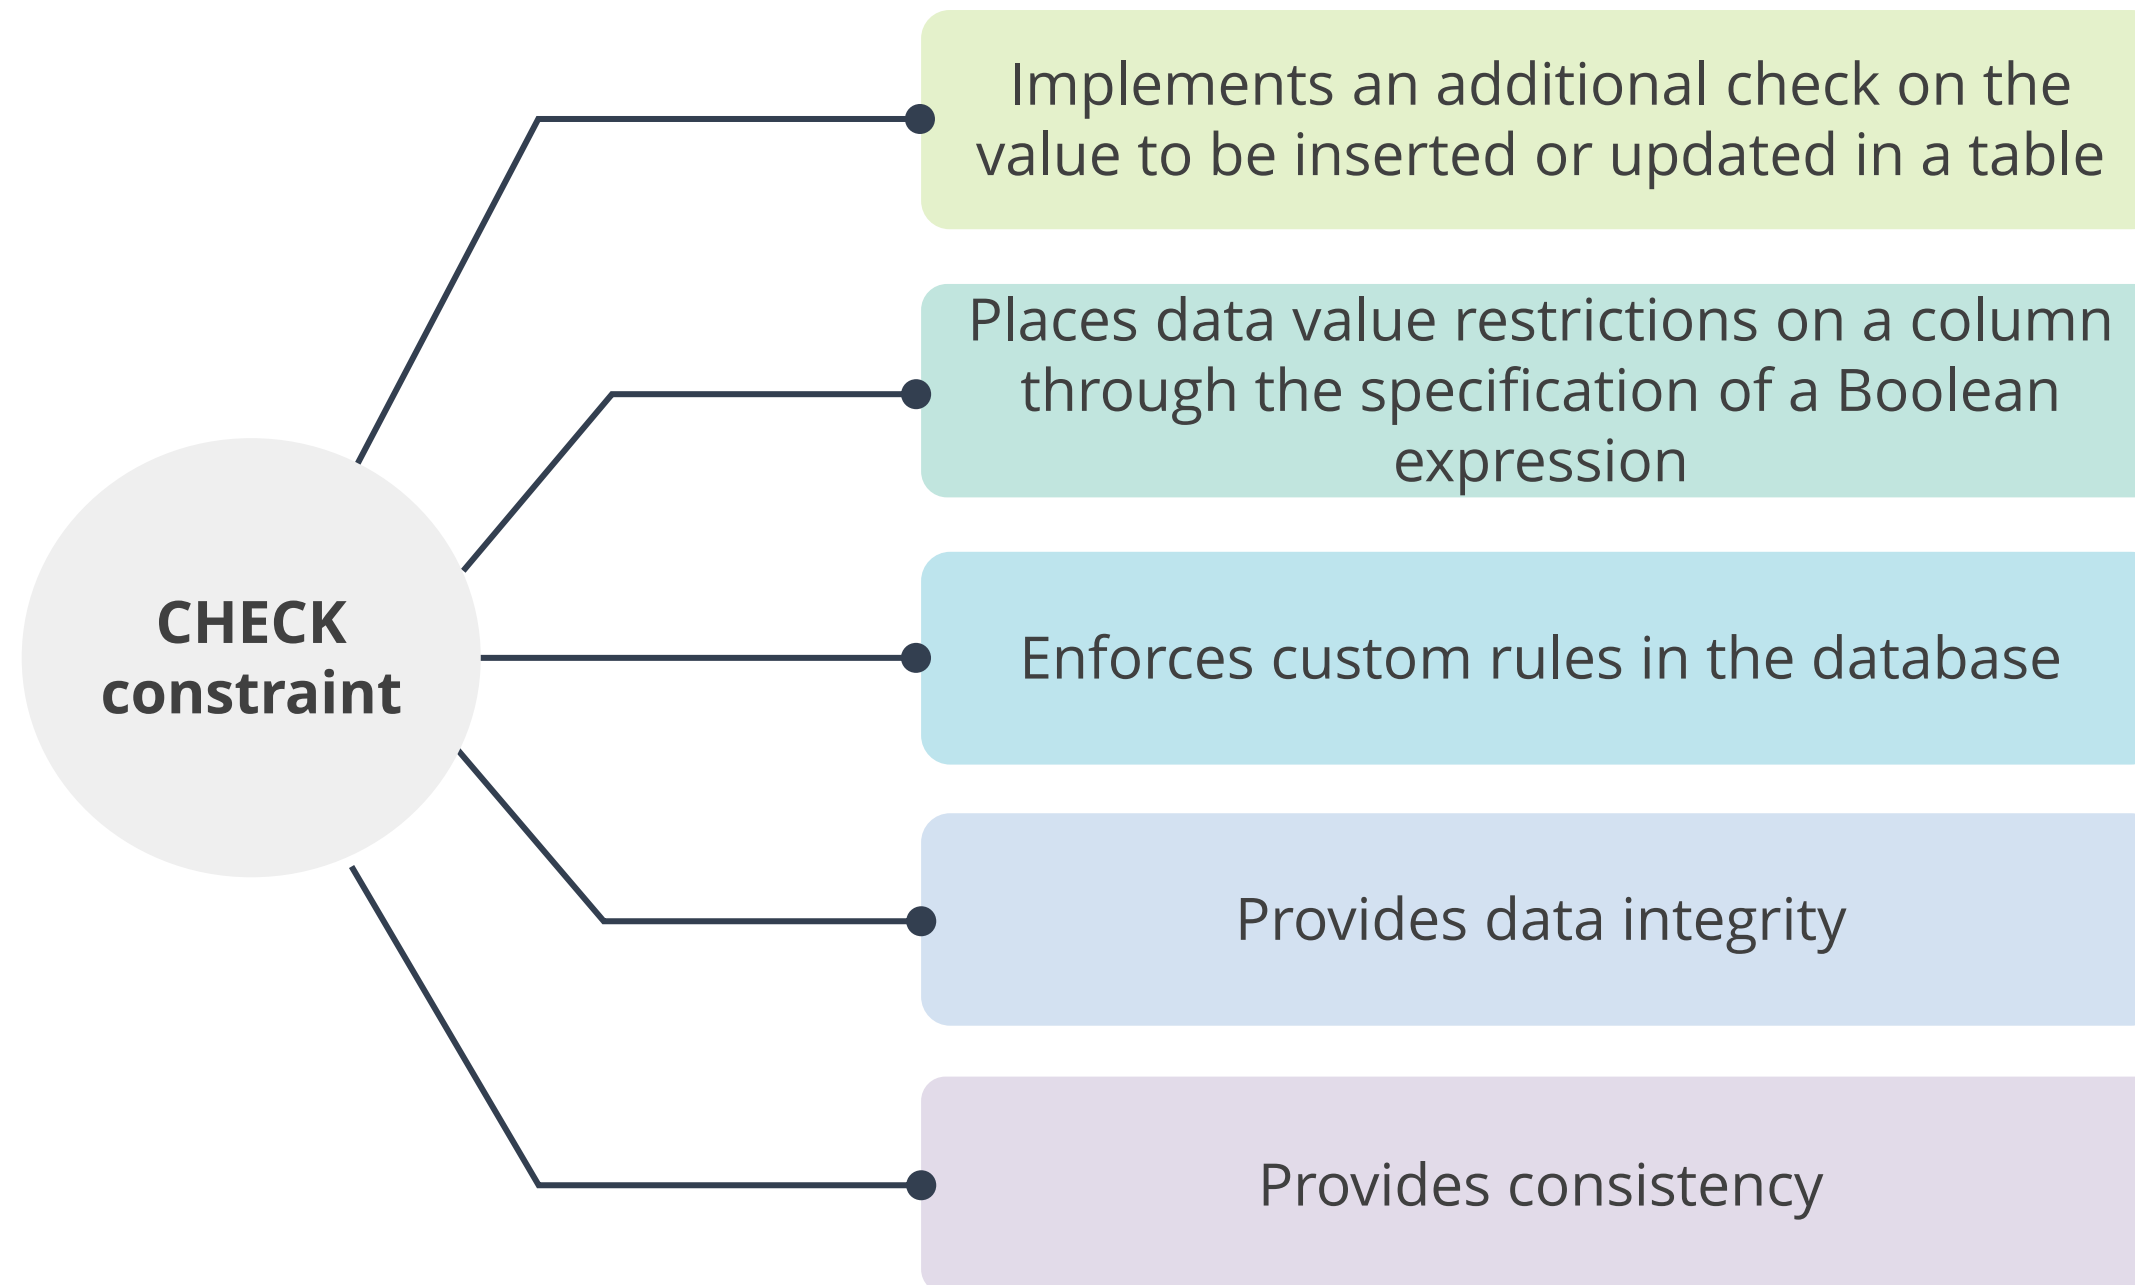 CHECK
constraint
Implements an additional check on the
value to be inserted or updated in a table
Places data value restrictions on a column
through the specification of a Boolean
expression
Enforces custom rules in the database
Provides data integrity
Provides consistency